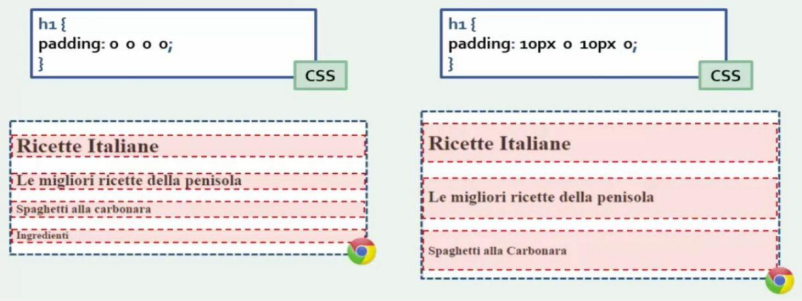 h1 {
padding: 0 0 0 0;
}
CSS
Ricette Italiane
Le migliori ricette della penisola
Spaghetti alla carbonara
Ingredienti
h1 {
padding: 10px 0 10px 0;
}
CSS
Ricette Italiane
Le migliori ricette della penisola
Spaghetti alla Carbonara